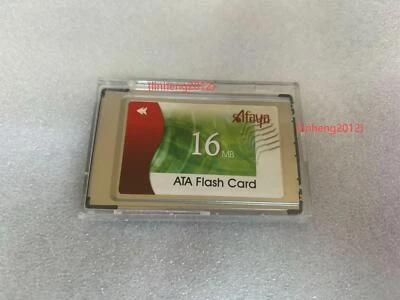 (linheng2012)
Afaya
(linheng2012)
16 MB
ATA Flash Card